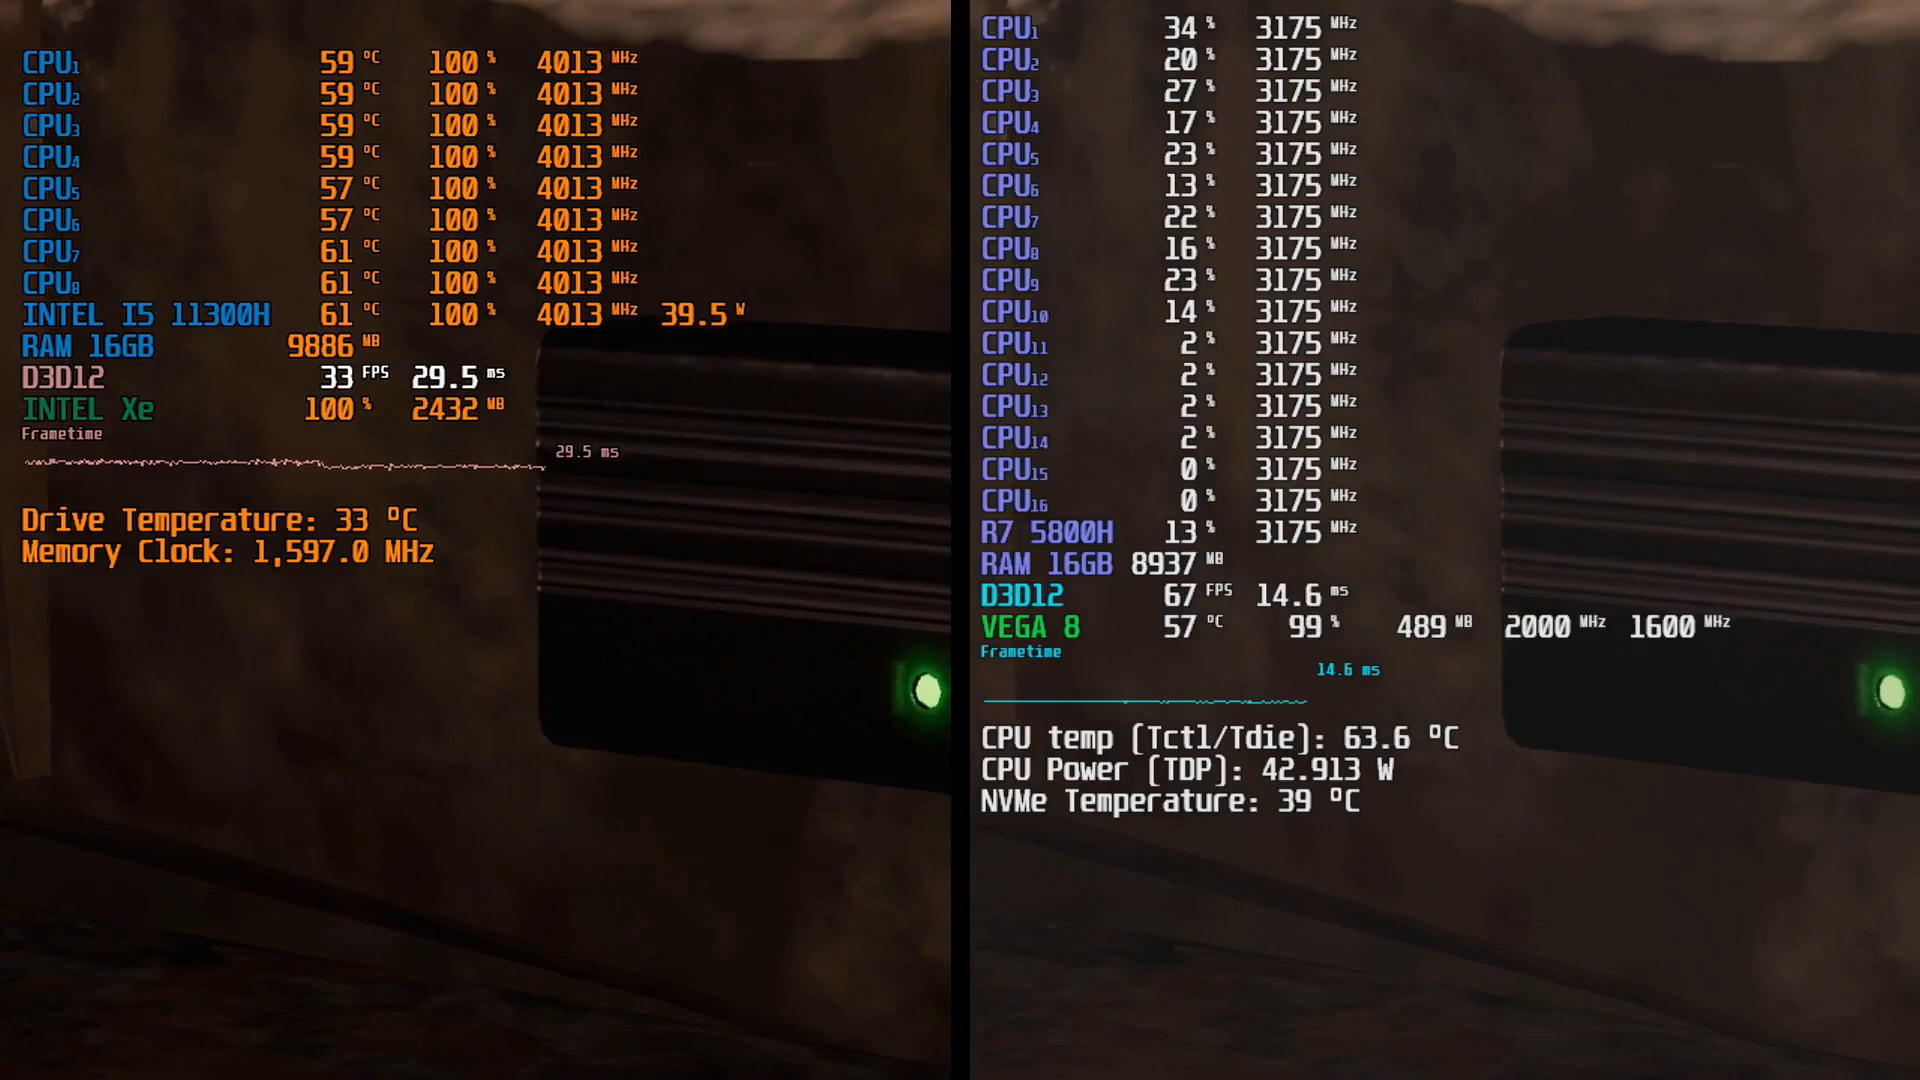 CPU1 59 °C 100 % 4013 MHz
CPU2 59 °C 100 % 4013 MHz
CPU3 59 °C 100 % 4013 MHz
CPU4 59 °C 100 % 4013 MHz
CPU5 57 °C 100 % 4013 MHz
CPU6 57 °C 100 % 4013 MHz
CPU7 61 °C 100 % 4013 MHz
CPU8 61 °C 100 % 4013 MHz
INTEL I5 11300H 61 °C 100 % 4013 MHz 39.5 W
RAM 16GB 9886 MB
D3D12 33 FPS 29.5 ms
INTEL Xe 100 % 2432 MB
Frametime
29.5 ms
Drive Temperature: 33 °C
Memory Clock: 1,597.0 MHz
CPU1 34 % 3175 MHz
CPU2 20 % 3175 MHz
CPU3 27 % 3175 MHz
CPU4 17 % 3175 MHz
CPU5 23 % 3175 MHz
CPU6 13 % 3175 MHz
CPU7 22 % 3175 MHz
CPU8 16 % 3175 MHz
CPU9 23 % 3175 MHz
CPU10 14 % 3175 MHz
CPU11 2 % 3175 MHz
CPU12 2 % 3175 MHz
CPU13 2 % 3175 MHz
CPU14 2 % 3175 MHz
CPU15 0 % 3175 MHz
CPU16 0 % 3175 MHz
R7 5800H 13 % 3175 MHz
RAM 16GB 8937 MB
D3D12 67 FPS 14.6 ms
VEGA 8 57 °C 99 % 489 MB 2000 MHz 1600 MHz
Frametime
14.6 ms
CPU temp (Tctl/Tdie): 63.6 °C
CPU Power (TDP): 42.913 W
NVMe Temperature: 39 °C